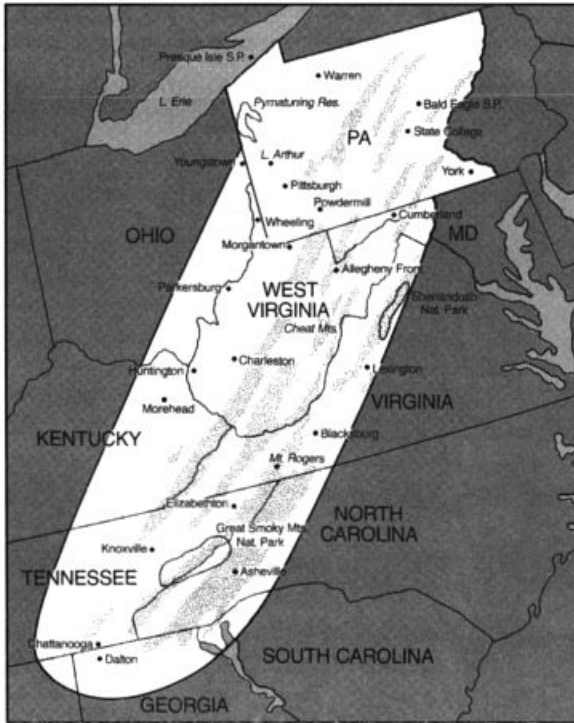 Presque Isle S.P.
Warren
L. Erie
Pymatuning Res.
Bald Eagle S.P.
PA
State College
Youngstown
L. Arthur
York
Pittsburgh
Powdermill
Cumberland
Wheeling
OHIO
MD
Morgantown
Allegheny Front
Parkersburg
WEST
VIRGINIA
Shenandoah
Nat. Park
Cheat Mts.
Charleston
Huntington
Lexington
Morehead
VIRGINIA
KENTUCKY
Blacksburg
Mt. Rogers
Elizabethton
NORTH
CAROLINA
Great Smoky Mts.
Nat. Park
Knoxville
TENNESSEE
Asheville
Chattanooga
Dalton
SOUTH CAROLINA
GEORGIA